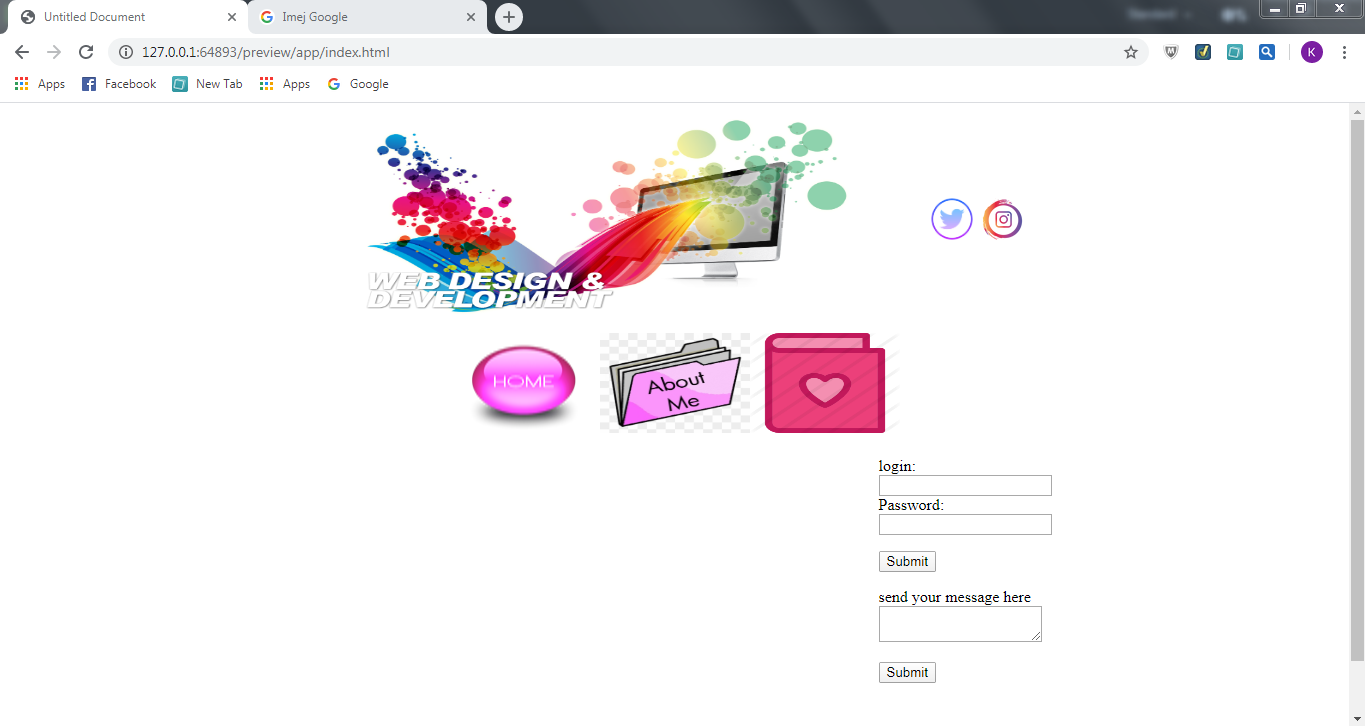 Untitled Document
Imej Google
127.0.0.1:64893/preview/app/index.html
K
Apps
Facebook
New Tab
Apps
Google
WEB DESIGN &
DEVELOPMENT
HOME
About
Me
login:
Password:
Submit
send your message here
Submit